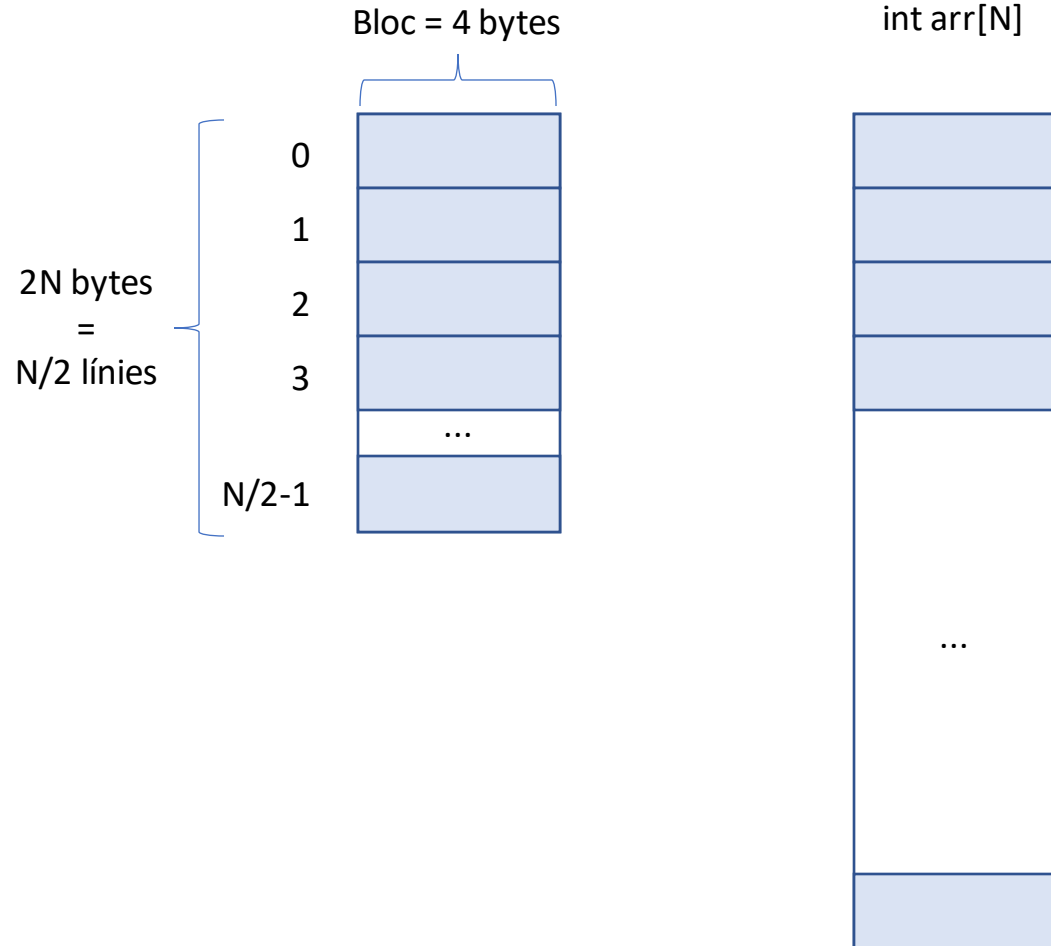 Bloc = 4 bytes
int arr[N]
0
1
2N bytes
=
N/2 línies
2
3
...
N/2-1
...